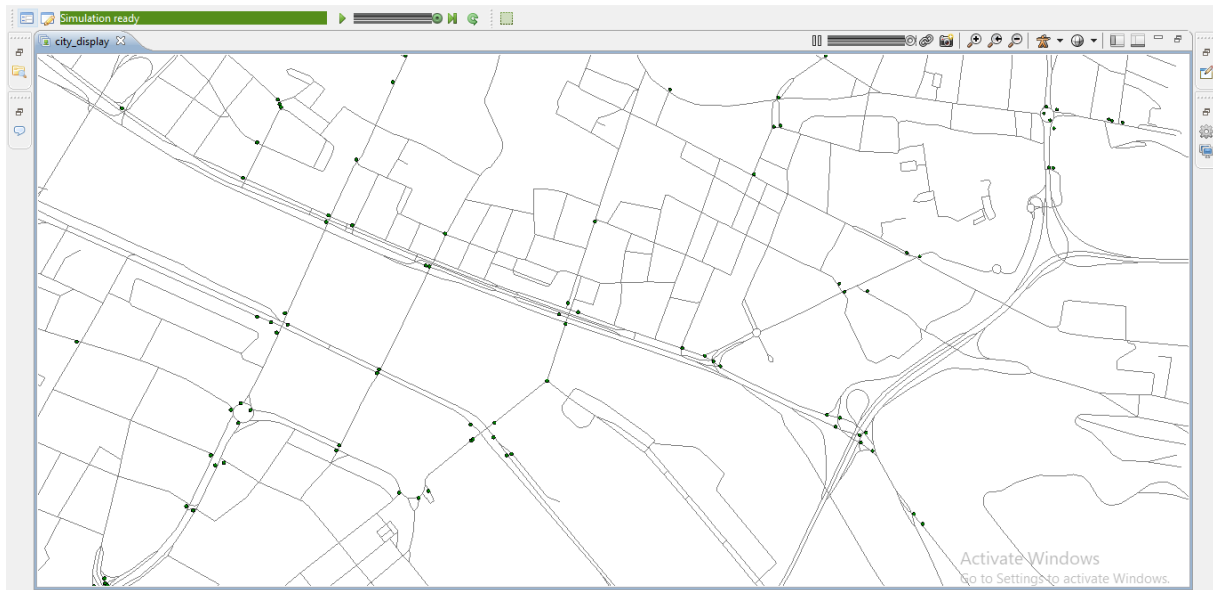 Simulation ready
city_display
Activate Windows
Go to Settings to activate Windows.